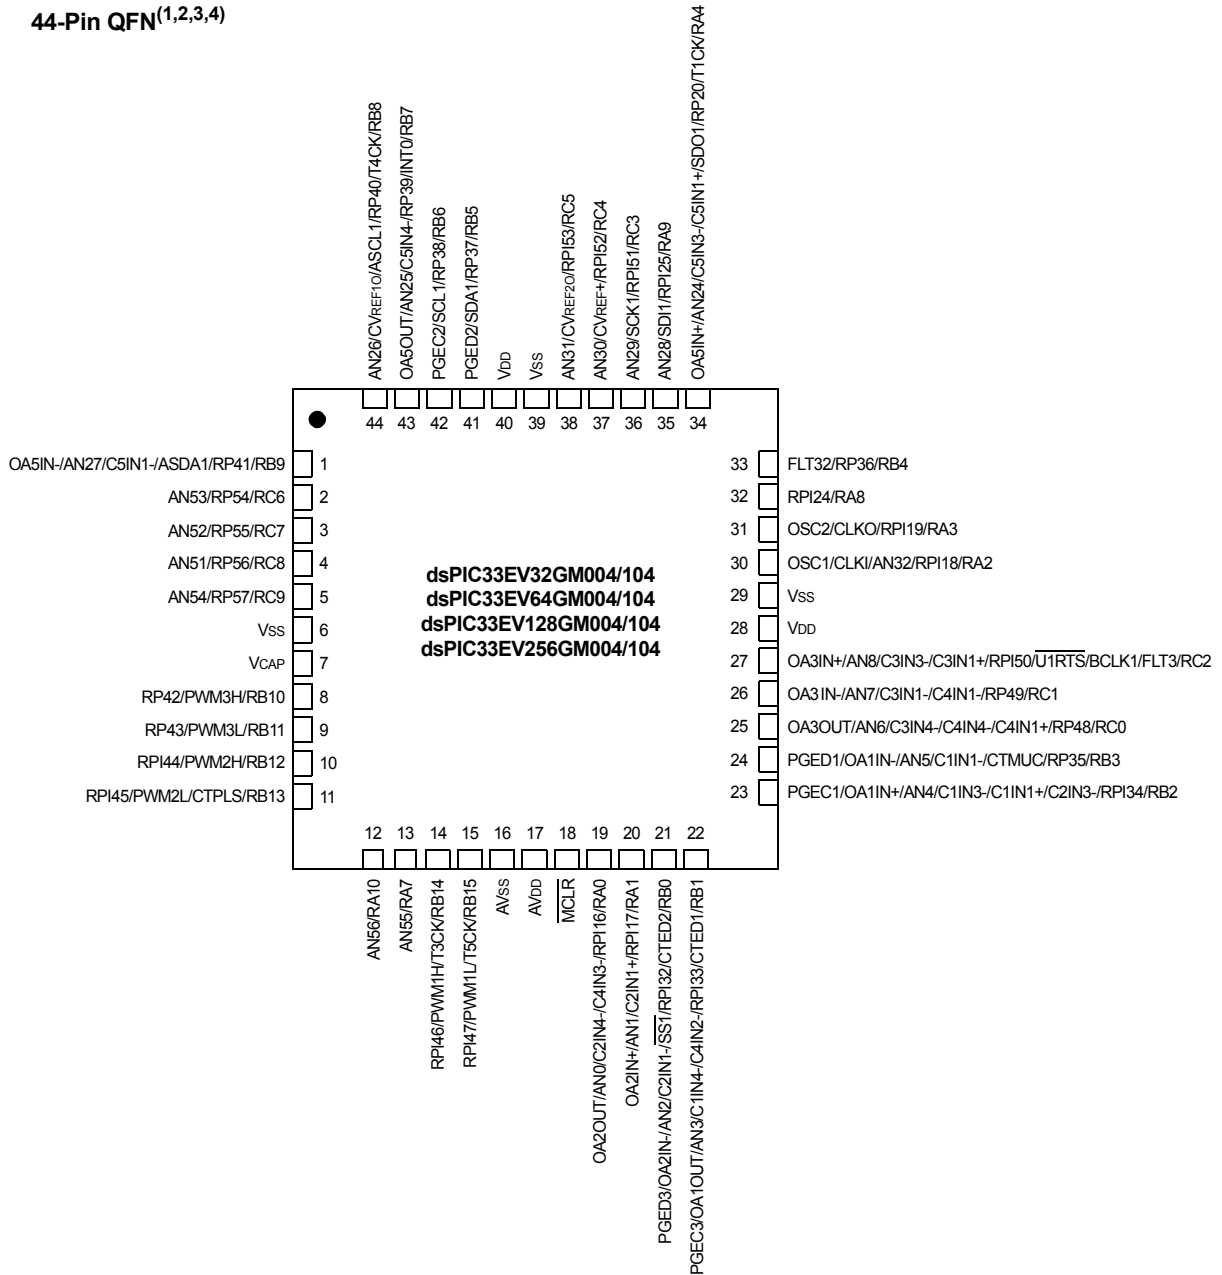 44-Pin QFN(1,2,3,4)
AN26/CVREF1O/ASCL1/RP40/T4CK/RB8
OA5OUT/AN25/C5IN4-/RP39/INT0/RB7
PGEC2/SCL1/RP38/RB6
PGED2/SDA1/RP37/RB5
VDD
VSS
AN31/CVREF2O/RPI53/RC5
AN30/CVREF+/RPI52/RC4
AN29/SCK1/RPI51/RC3
AN28/SDI1/RPI25/RA9
OA5IN+/AN24/C5IN3-/C5IN1+/SDO1/RP20/T1CK/RA4
44 43 42 41 40 39 38 37 36 35 34
OA5IN-/AN27/C5IN1-/ASDA1/RP41/RB9 1
AN53/RP54/RC6 2
AN52/RP55/RC7 3
AN51/RP56/RC8 4
AN54/RP57/RC9 5
VSS 6
VCAP 7
RP42/PWM3H/RB10 8
RP43/PWM3L/RB11 9
RPI44/PWM2H/RB12 10
RPI45/PWM2L/CTPLS/RB13 11
dsPIC33EV32GM004/104
dsPIC33EV64GM004/104
dsPIC33EV128GM004/104
dsPIC33EV256GM004/104
33 FLT32/RP36/RB4
32 RPI24/RA8
31 OSC2/CLKO/RPI19/RA3
30 OSC1/CLKI/AN32/RPI18/RA2
29 VSS
28 VDD
27 OA3IN+/AN8/C3IN3-/C3IN1+/RPI50/U1RTS/BCLK1/FLT3/RC2
26 OA3IN-/AN7/C3IN1-/C4IN1-/RP49/RC1
25 OA3OUT/AN6/C3IN4-/C4IN4-/C4IN1+/RP48/RC0
24 PGED1/OA1IN-/AN5/C1IN1-/CTMUC/RP35/RB3
23 PGEC1/OA1IN+/AN4/C1IN3-/C1IN1+/C2IN3-/RPI34/RB2
12 13 14 15 16 17 18 19 20 21 22
AN56/RA10
AN55/RA7
RPI46/PWM1H/T3CK/RB14
RPI47/PWM1L/T5CK/RB15
AVSS
AVDD
MCLR
OA2OUT/AN0/C2IN4-/C4IN3-/RPI16/RA0
OA2IN+/AN1/C2IN1+/RPI17/RA1
PGED3/OA2IN-/AN2/C2IN1-/SS1/RPI32/CTED2/RB0
PGEC3/OA1OUT/AN3/C1IN4-/C4IN2-/RPI33/CTED1/RB1